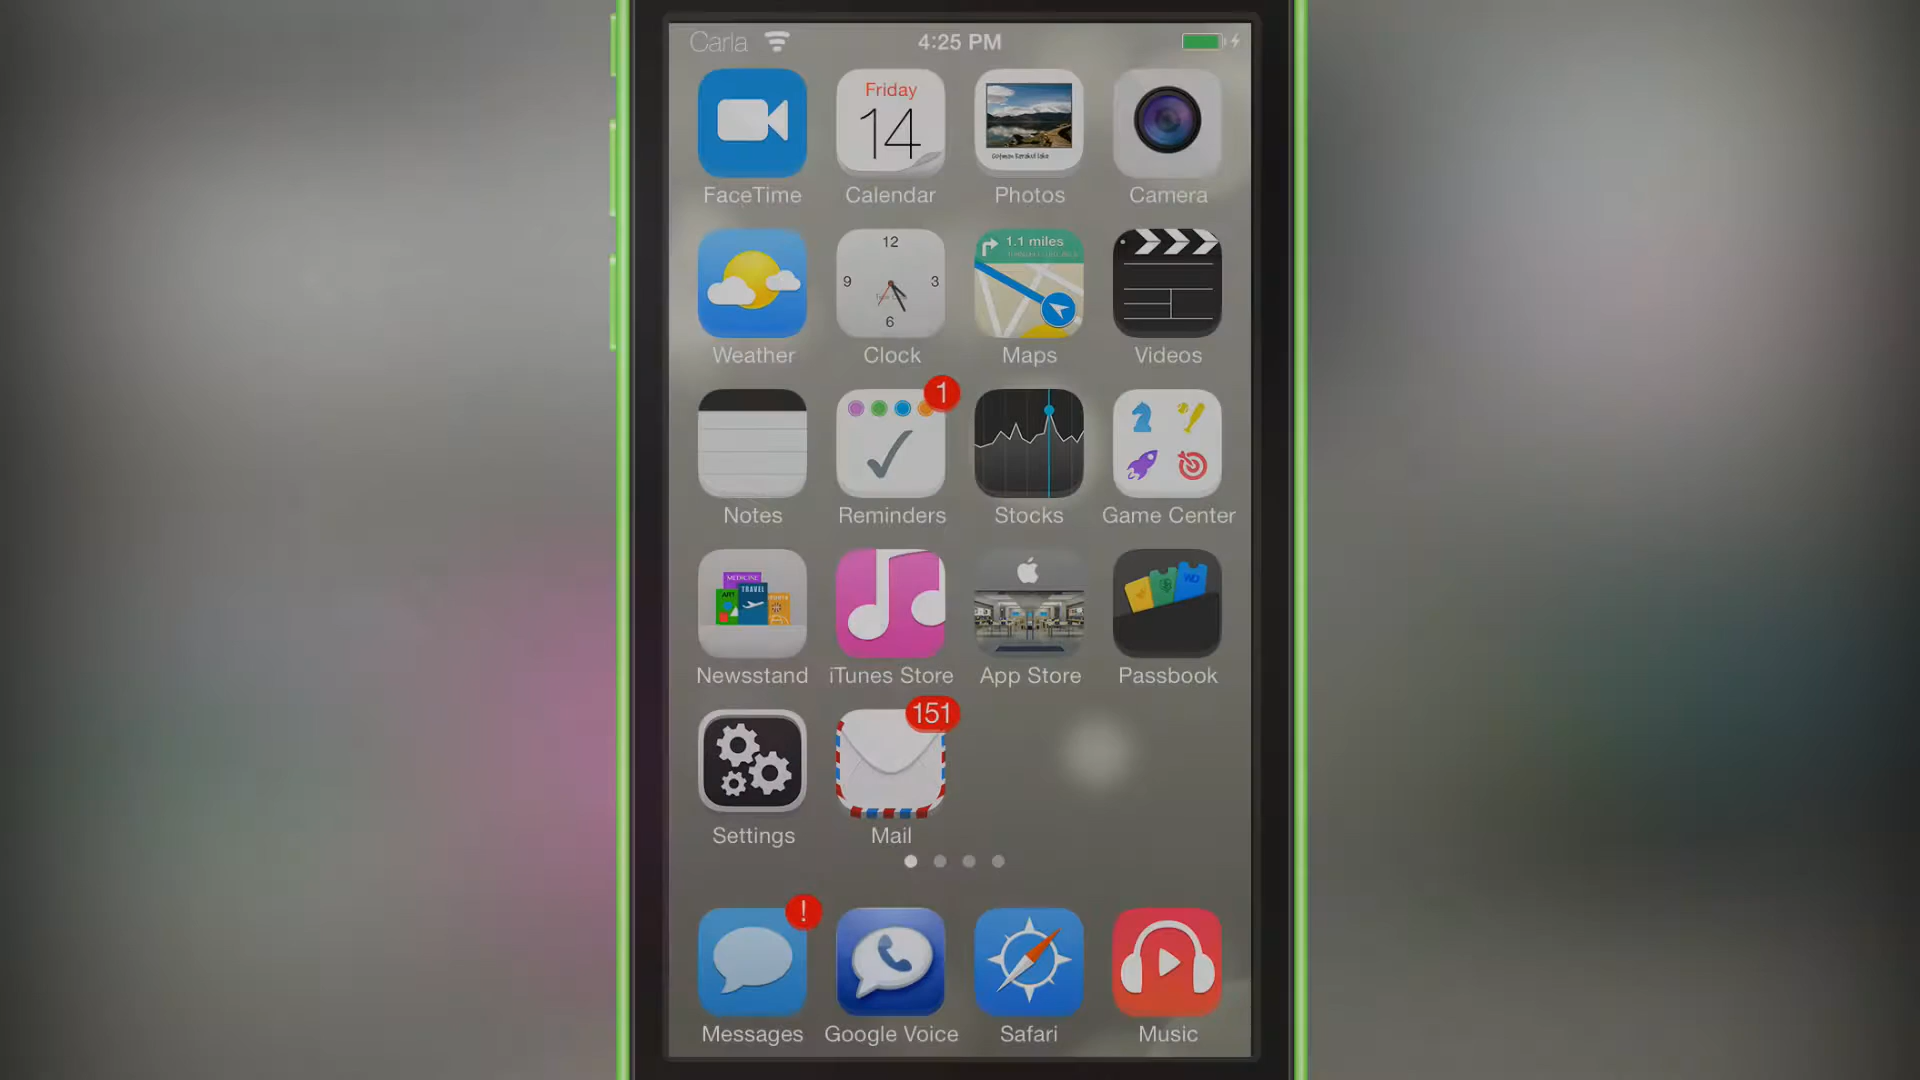 Carla 4:25 PM
Friday
14
FaceTime Calendar Photos Camera
12
9 3
6
1.1 miles
Weather Clock Maps Videos
1
Notes Reminders Stocks Game Center
MEDICINE
ART TRAVEL
Newsstand iTunes Store App Store Passbook
151
Settings Mail
!
Messages Google Voice Safari Music